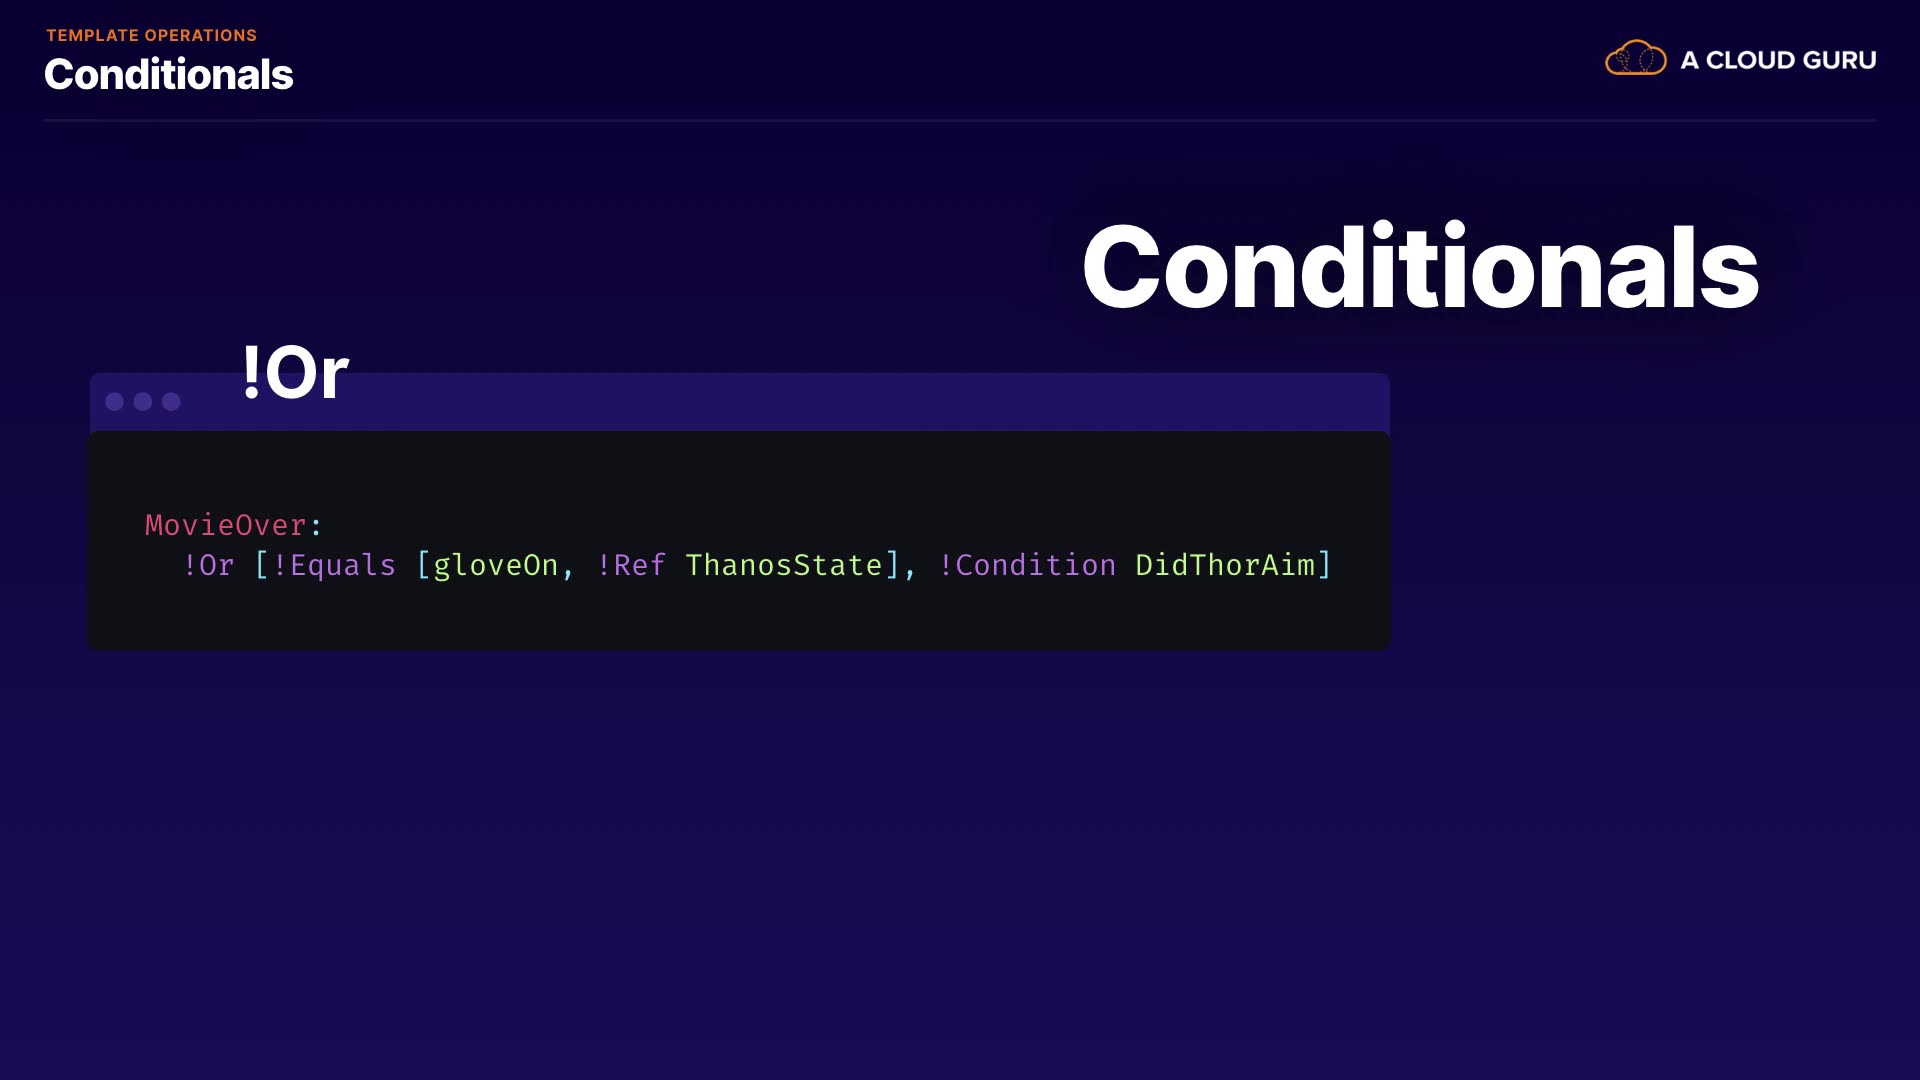 TEMPLATE OPERATIONS
Conditionals
A CLOUD GURU
Conditionals
!Or
MovieOver:
  !Or [!Equals [gloveOn, !Ref ThanosState], !Condition DidThorAim]